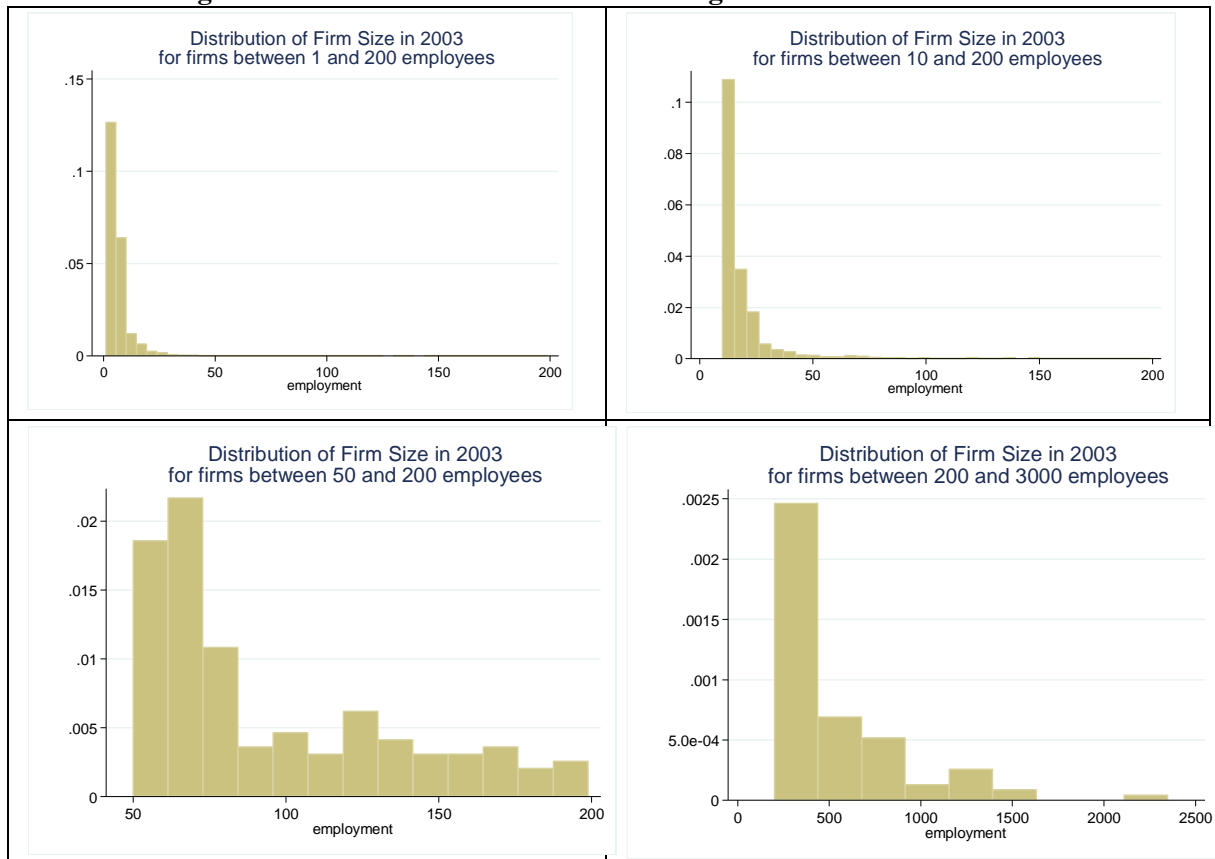 Distribution of Firm Size in 2003
for firms between 1 and 200 employees
.15
.1
.05
0
0 50 100 150 200
employment
Distribution of Firm Size in 2003
for firms between 10 and 200 employees
.1
.08
.06
.04
.02
0
0 50 100 150 200
employment
Distribution of Firm Size in 2003
for firms between 50 and 200 employees
.02
.015
.01
.005
0
50 100 150 200
employment
Distribution of Firm Size in 2003
for firms between 200 and 3000 employees
.0025
.002
.0015
.001
5.0e-04
0
0 500 1000 1500 2000 2500
employment